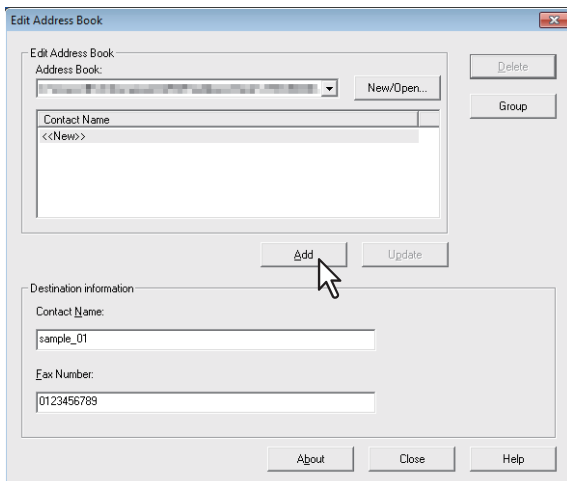 Edit Address Book
Edit Address Book
Address Book:
New/Open...
Delete
Group
Contact Name
<<New>>
Add
Update
Destination information
Contact Name:
sample_01
Fax Number:
0123456789
About
Close
Help